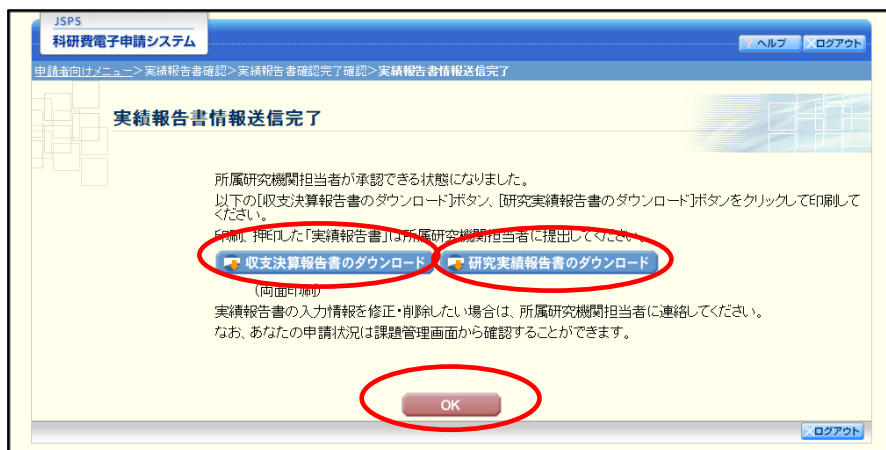 JSPS
科研費電子申請システム
? ヘルプ
×ログアウト
申請者向けメニュー>実績報告書確認>実績報告書確認完了確認>実績報告書情報送信完了
実績報告書情報送信完了
所属研究機関担当者が承認できる状態になりました。
以下の[収支決算報告書のダウンロード]ボタン、[研究実績報告書のダウンロード]ボタンをクリックして印刷して
ください。
印刷、押印した「実績報告書」は所属研究機関担当者に提出してください。
収支決算報告書のダウンロード
研究実績報告書のダウンロード
(両面印刷)
実績報告書の入力情報を修正・削除したい場合は、所属研究機関担当者に連絡してください。
なお、あなたの申請状況は課題管理画面から確認することができます。
OK
×ログアウト